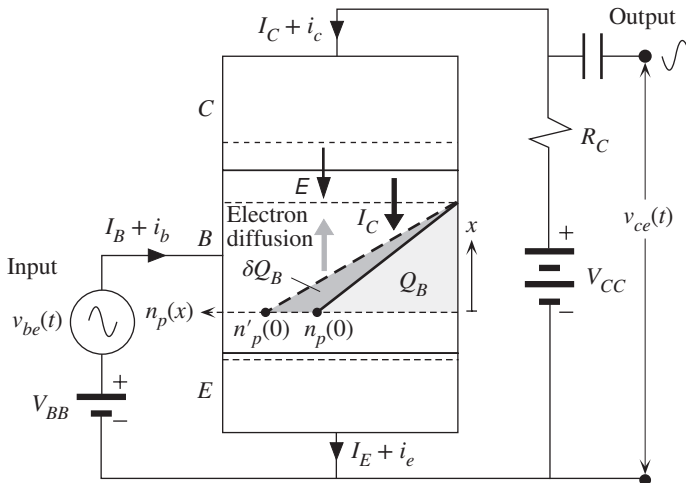 I_C + i_c
Output
C
R_C
E
I_B + i_b
B
Electron
diffusion
I_C
x
v_ce(t)
δQ_B
Q_B
+
V_CC
−
Input
v_be(t)
n_p(x)
n'_p(0)
n_p(0)
+
V_BB
−
E
I_E + i_e